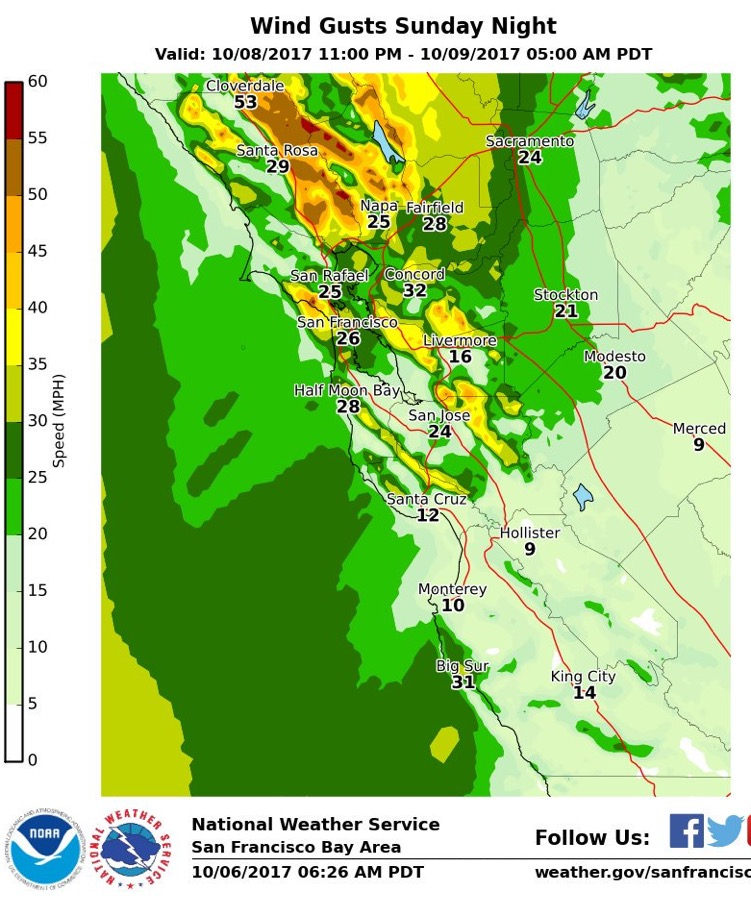 Wind Gusts Sunday Night
Valid: 10/08/2017 11:00 PM - 10/09/2017 05:00 AM PDT
60
55
50
45
40
35
30
25
20
15
10
5
0
Speed (MPH)
Cloverdale
53
Santa Rosa
29
Sacramento
24
Napa
25
Fairfield
28
San Rafael
25
Concord
32
Stockton
21
San Francisco
26
Livermore
16
Modesto
20
Half Moon Bay
28
San Jose
24
Merced
9
Santa Cruz
12
Hollister
9
Monterey
10
Big Sur
31
King City
14
NOAA
NATIONAL WEATHER SERVICE
National Weather Service
San Francisco Bay Area
10/06/2017 06:26 AM PDT
Follow Us:
weather.gov/sanfrancisc